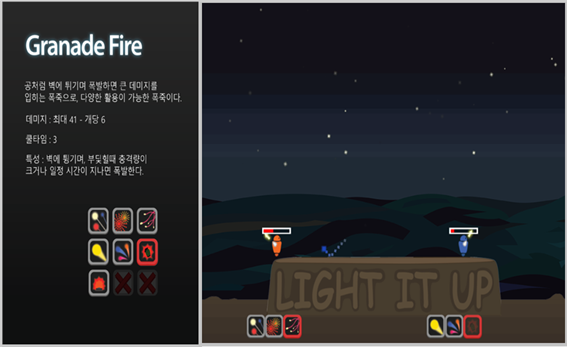 Granade Fire
공처럼 벽에 튀기며 폭발하면 큰 데미지를
입히는 폭죽으로, 다양한 활용이 가능한 폭죽이다.
데미지 : 최대 41 - 개당 6
쿨타임 : 3
특성 : 벽에 튕기며, 부딪힐때 충격량이
크거나 일정 시간이 지나면 폭발한다.
LIGHT IT UP